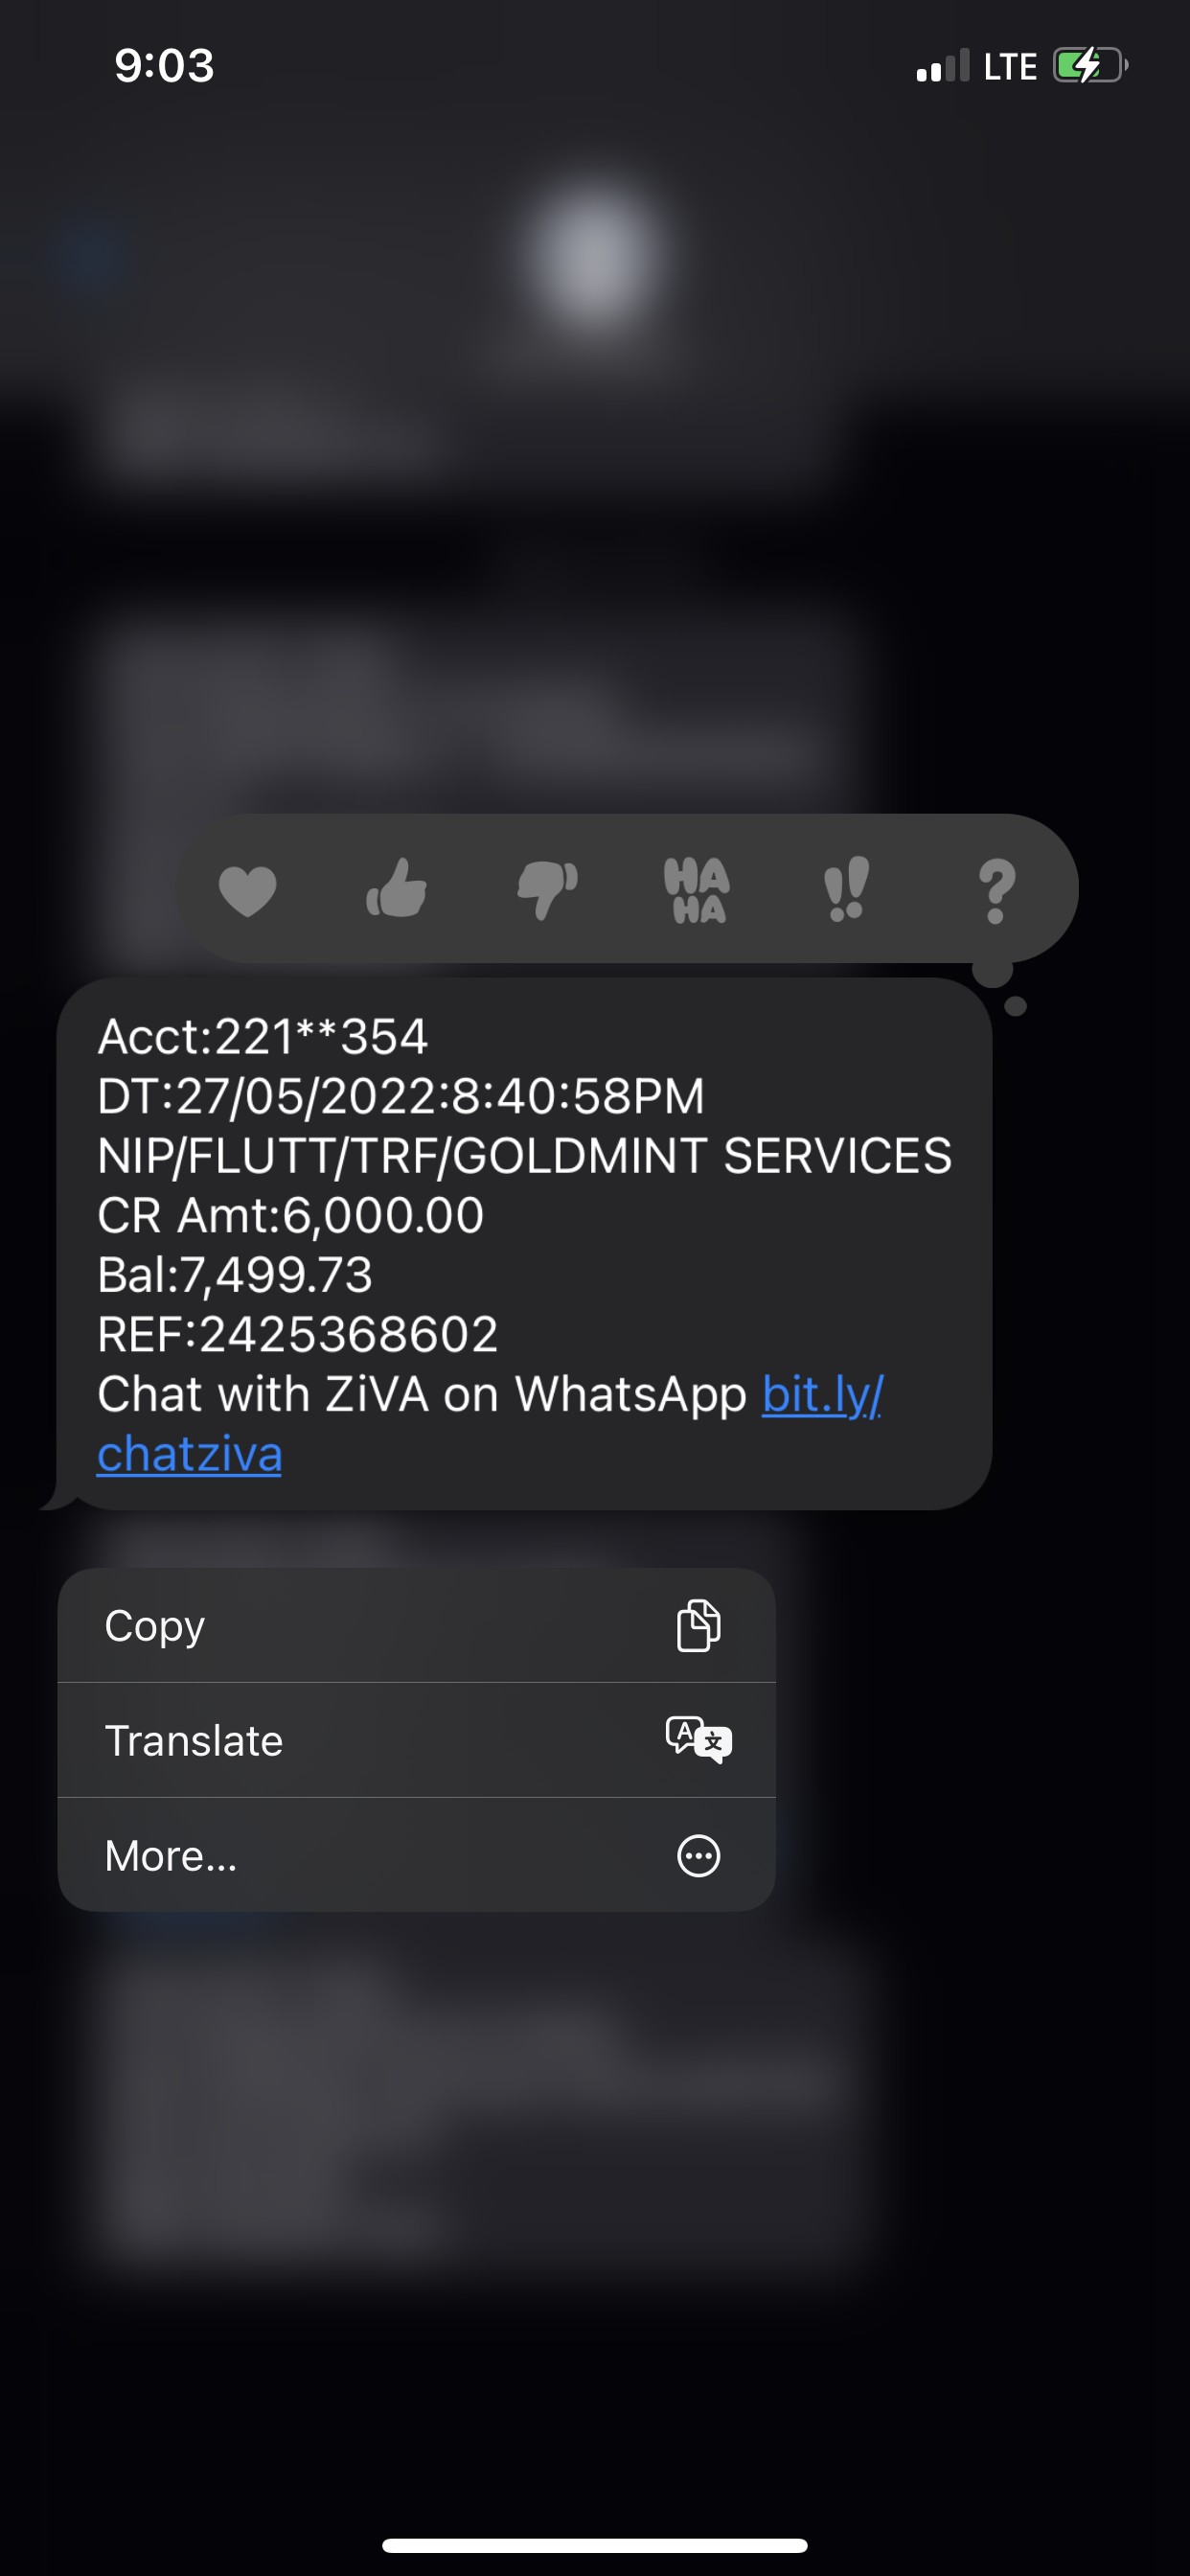 9:03
LTE
HA
HA
!!
?
Acct:221**354
DT:27/05/2022:8:40:58PM
NIP/FLUTT/TRF/GOLDMINT SERVICES
CR Amt:6,000.00
Bal:7,499.73
REF:2425368602
Chat with ZiVA on WhatsApp bit.ly/
chatziva
Copy
Translate
A 文
More...